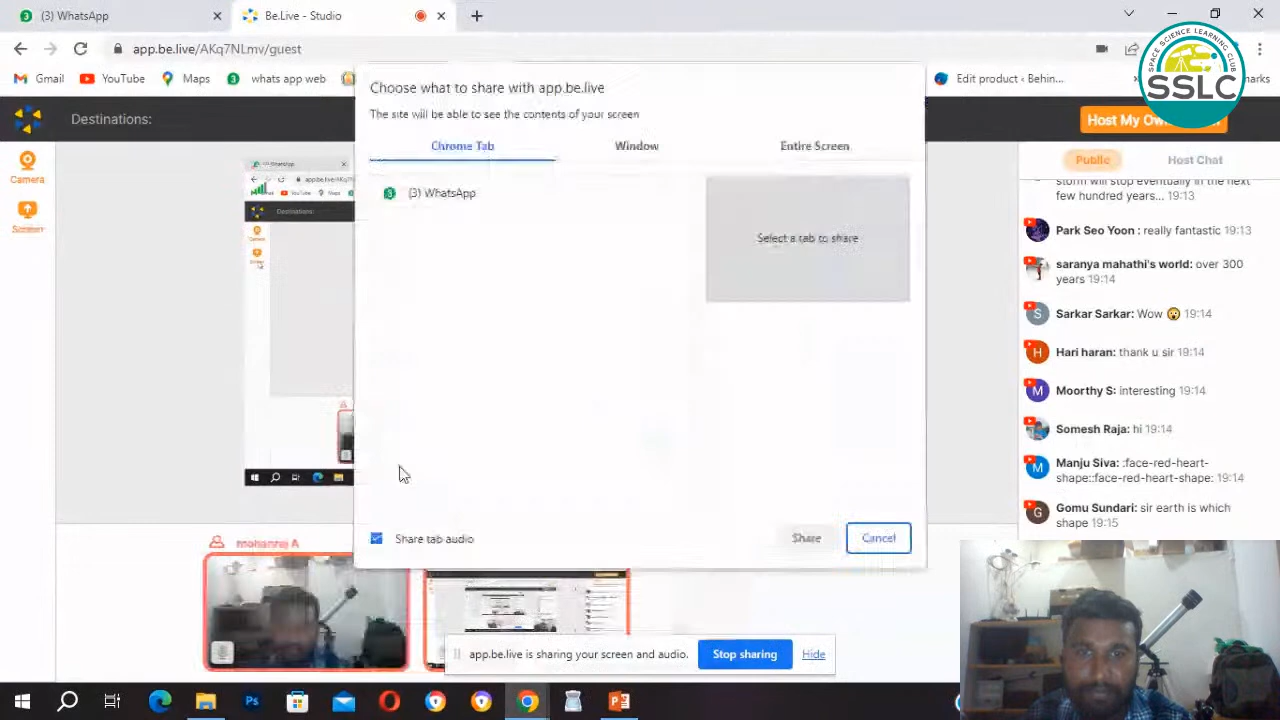 (3) WhatsApp
Be.Live - Studio
app.be.live/AKq7NLmv/guest
Gmail
YouTube
Maps
whats app web
Edit product ‹ Behin...
SPACE SCIENCE LEARNING CLUB
SSLC
Destinations:
Host My Ow
Camera
Screen
Choose what to share with app.be.live
The site will be able to see the contents of your screen
Chrome Tab
Window
Entire Screen
(3) WhatsApp
Select a tab to share
Share tab audio
Share
Cancel
Public
Host Chat
storm will stop eventually in the next
few hundred years... 19:13
Park Seo Yoon : really fantastic 19:13
saranya mahathi's world: over 300
years 19:14
Sarkar Sarkar: Wow 😮 19:14
Hari haran: thank u sir 19:14
Moorthy S: interesting 19:14
Somesh Raja: hi 19:14
Manju Siva: :face-red-heart-
shape::face-red-heart-shape: 19:14
Gomu Sundari: sir earth is which
shape 19:15
mohanraj A
app.be.live is sharing your screen and audio.
Stop sharing
Hide